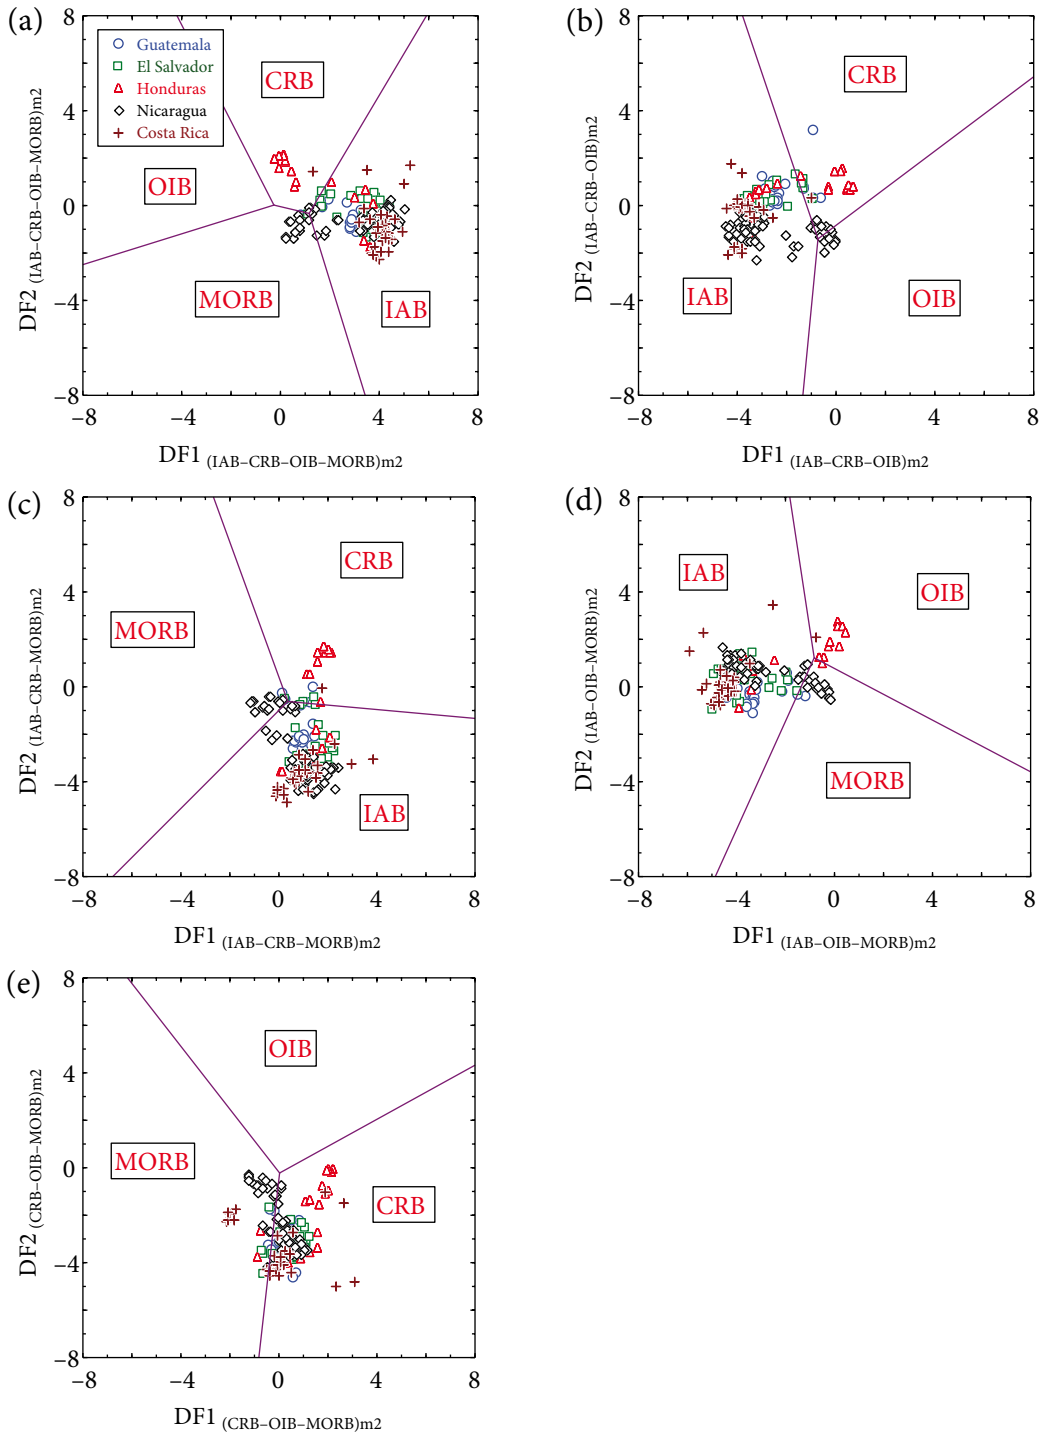 (a)
8
4
0
−4
−8
−8
−4
0
4
8
Guatemala
El Salvador
Honduras
Nicaragua
Costa Rica
CRB
OIB
MORB
IAB
DF2 (IAB–CRB–OIB–MORB)m2
DF1 (IAB–CRB–OIB–MORB)m2
(b)
8
4
0
−4
−8
−8
−4
0
4
8
CRB
IAB
OIB
DF2 (IAB–CRB–OIB)m2
DF1 (IAB–CRB–OIB)m2
(c)
8
4
0
−4
−8
−8
−4
0
4
8
CRB
MORB
IAB
DF2 (IAB–CRB–MORB)m2
DF1 (IAB–CRB–MORB)m2
(d)
8
4
0
−4
−8
−8
−4
0
4
8
IAB
OIB
MORB
DF2 (IAB–OIB–MORB)m2
DF1 (IAB–OIB–MORB)m2
(e)
8
4
0
−4
−8
−8
−4
0
4
8
OIB
MORB
CRB
DF2 (CRB–OIB–MORB)m2
DF1 (CRB–OIB–MORB)m2